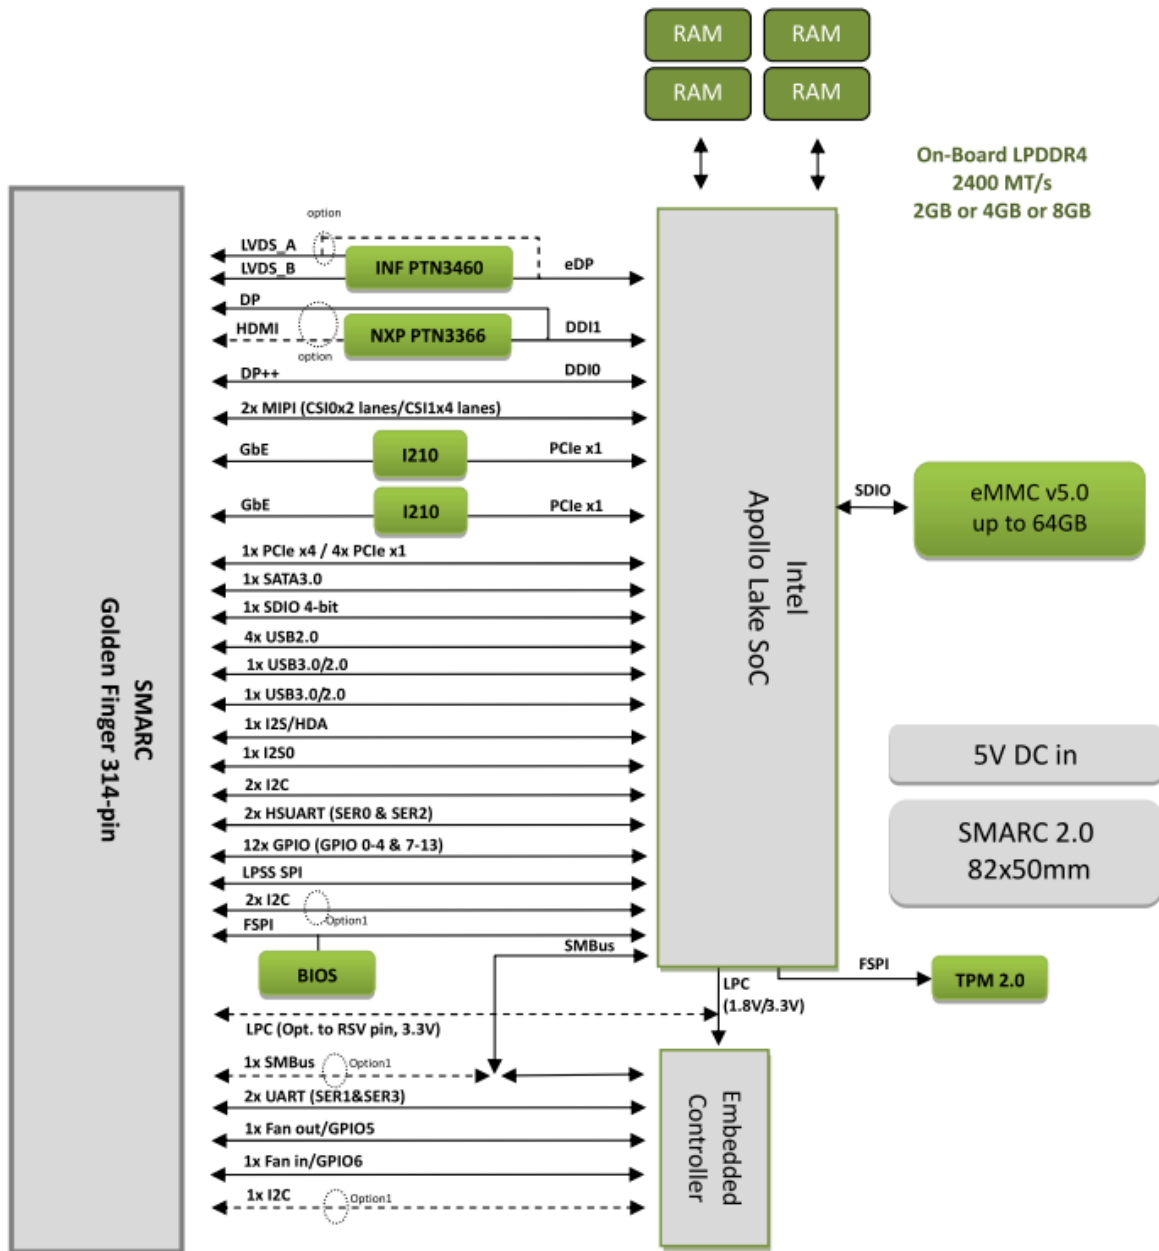 RAM
RAM
RAM
RAM
On-Board LPDDR4
2400 MT/s
2GB or 4GB or 8GB
option
LVDS_A
LVDS_B
INF PTN3460
eDP
DP
HDMI
NXP PTN3366
DDI1
option
DP++
DDI0
2x MIPI (CSI0x2 lanes/CSI1x4 lanes)
GbE
I210
PCIe x1
GbE
I210
PCIe x1
1x PCIe x4 / 4x PCIe x1
1x SATA3.0
1x SDIO 4-bit
4x USB2.0
1x USB3.0/2.0
1x USB3.0/2.0
1x I2S/HDA
1x I2S0
2x I2C
2x HSUART (SER0 & SER2)
12x GPIO (GPIO 0-4 & 7-13)
LPSS SPI
2x I2C
Option1
FSPI
BIOS
SMBus
LPC (Opt. to RSV pin, 3.3V)
1x SMBus
Option1
2x UART (SER1&SER3)
1x Fan out/GPIO5
1x Fan in/GPIO6
1x I2C
Option1
SMARC
Golden Finger 314-pin
Intel
Apollo Lake SoC
SDIO
eMMC v5.0
up to 64GB
5V DC in
SMARC 2.0
82x50mm
LPC
(1.8V/3.3V)
FSPI
TPM 2.0
Embedded
Controller